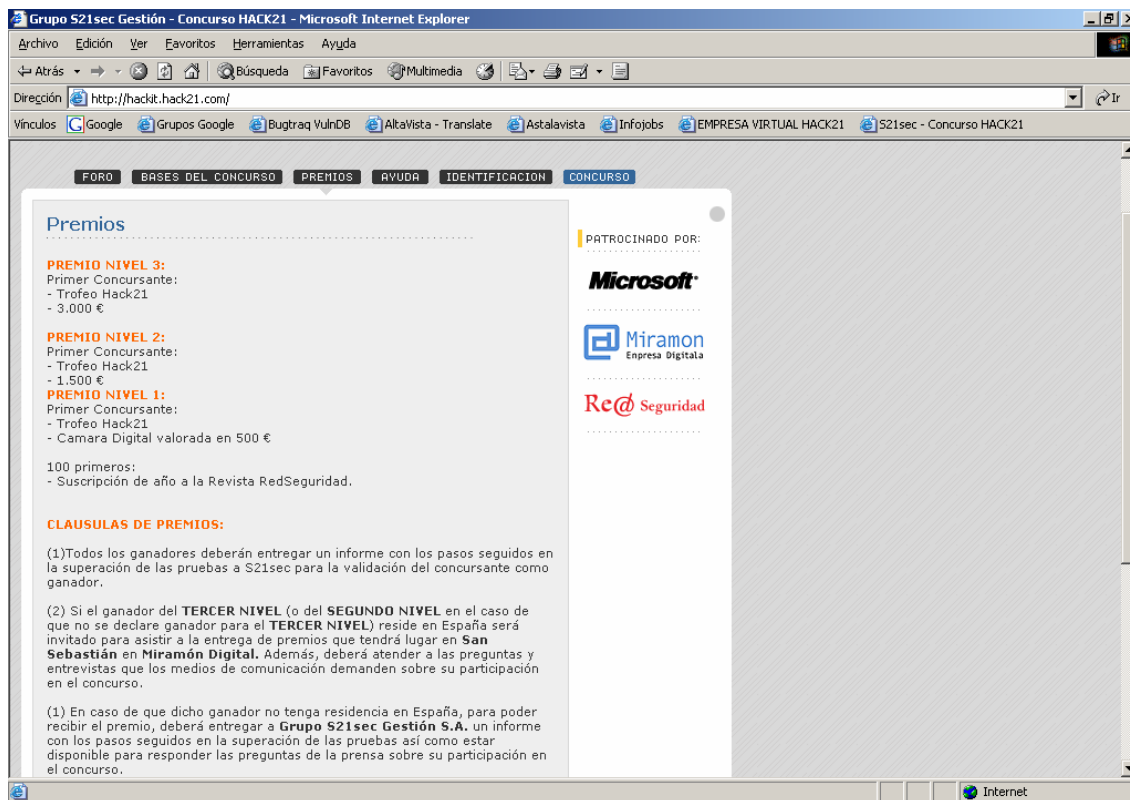 Grupo S21sec Gestión - Concurso HACK21 - Microsoft Internet Explorer
Archivo Edición Ver Favoritos Herramientas Ayuda
Atrás Búsqueda Favoritos Multimedia
Dirección http://hackit.hack21.com/ Ir
Vínculos Google Grupos Google Bugtraq VulnDB AltaVista - Translate Astalavista Infojobs EMPRESA VIRTUAL HACK21 S21sec - Concurso HACK21
FORO BASES DEL CONCURSO PREMIOS AYUDA IDENTIFICACION CONCURSO
Premios
PREMIO NIVEL 3:
Primer Concursante:
- Trofeo Hack21
- 3.000 €
PREMIO NIVEL 2:
Primer Concursante:
- Trofeo Hack21
- 1.500 €
PREMIO NIVEL 1:
Primer Concursante:
- Trofeo Hack21
- Camara Digital valorada en 500 €
100 primeros:
- Suscripción de año a la Revista RedSeguridad.
CLAUSULAS DE PREMIOS:
(1)Todos los ganadores deberán entregar un informe con los pasos seguidos en
la superación de las pruebas a S21sec para la validación del concursante como
ganador.
(2) Si el ganador del TERCER NIVEL (o del SEGUNDO NIVEL en el caso de
que no se declare ganador para el TERCER NIVEL) reside en España será
invitado para asistir a la entrega de premios que tendrá lugar en San
Sebastián en Miramón Digital. Además, deberá atender a las preguntas y
entrevistas que los medios de comunicación demanden sobre su participación
en el concurso.
(1) En caso de que dicho ganador no tenga residencia en España, para poder
recibir el premio, deberá entregar a Grupo S21sec Gestión S.A. un informe
con los pasos seguidos en la superación de las pruebas así como estar
disponible para responder las preguntas de la prensa sobre su participación en
el concurso.
PATROCINADO POR:
Microsoft
Miramon
Enpresa Digitala
Re@ Seguridad
Internet